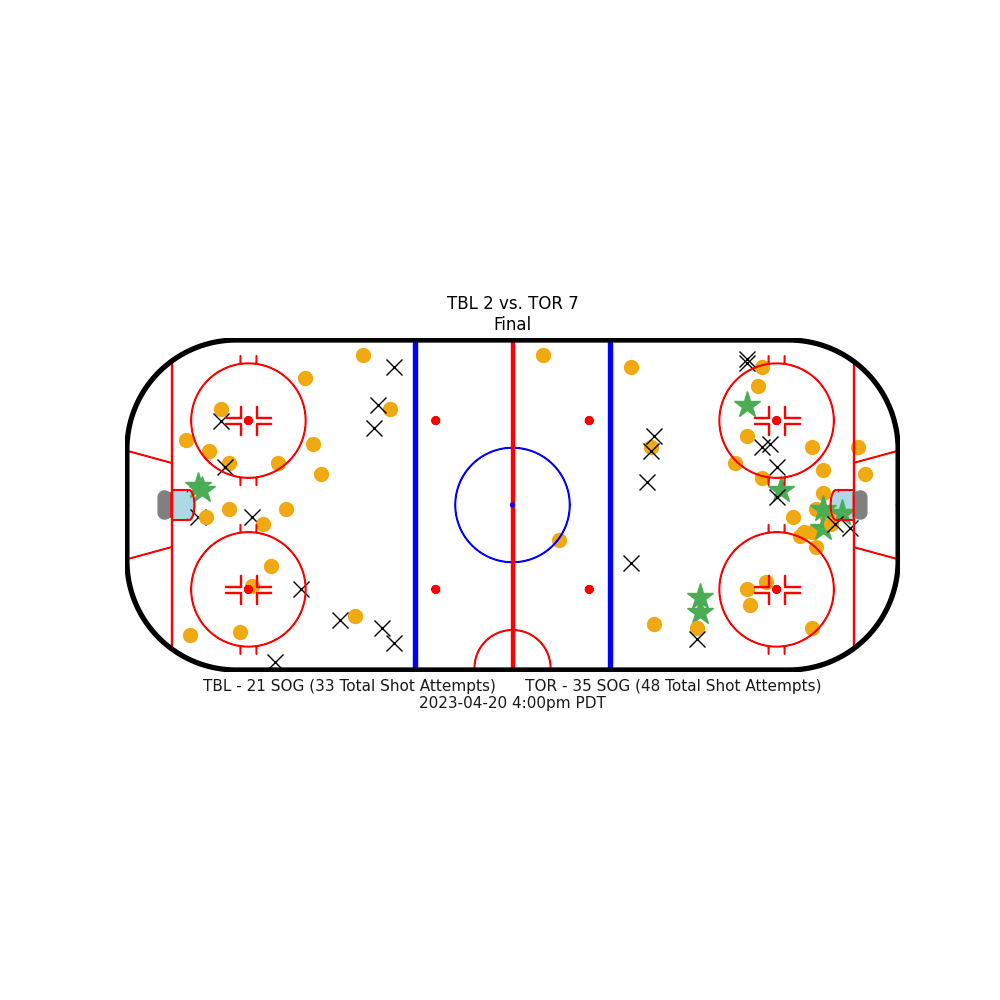 TBL 2 vs. TOR 7
Final
TBL - 21 SOG (33 Total Shot Attempts) TOR - 35 SOG (48 Total Shot Attempts)
2023-04-20 4:00pm PDT